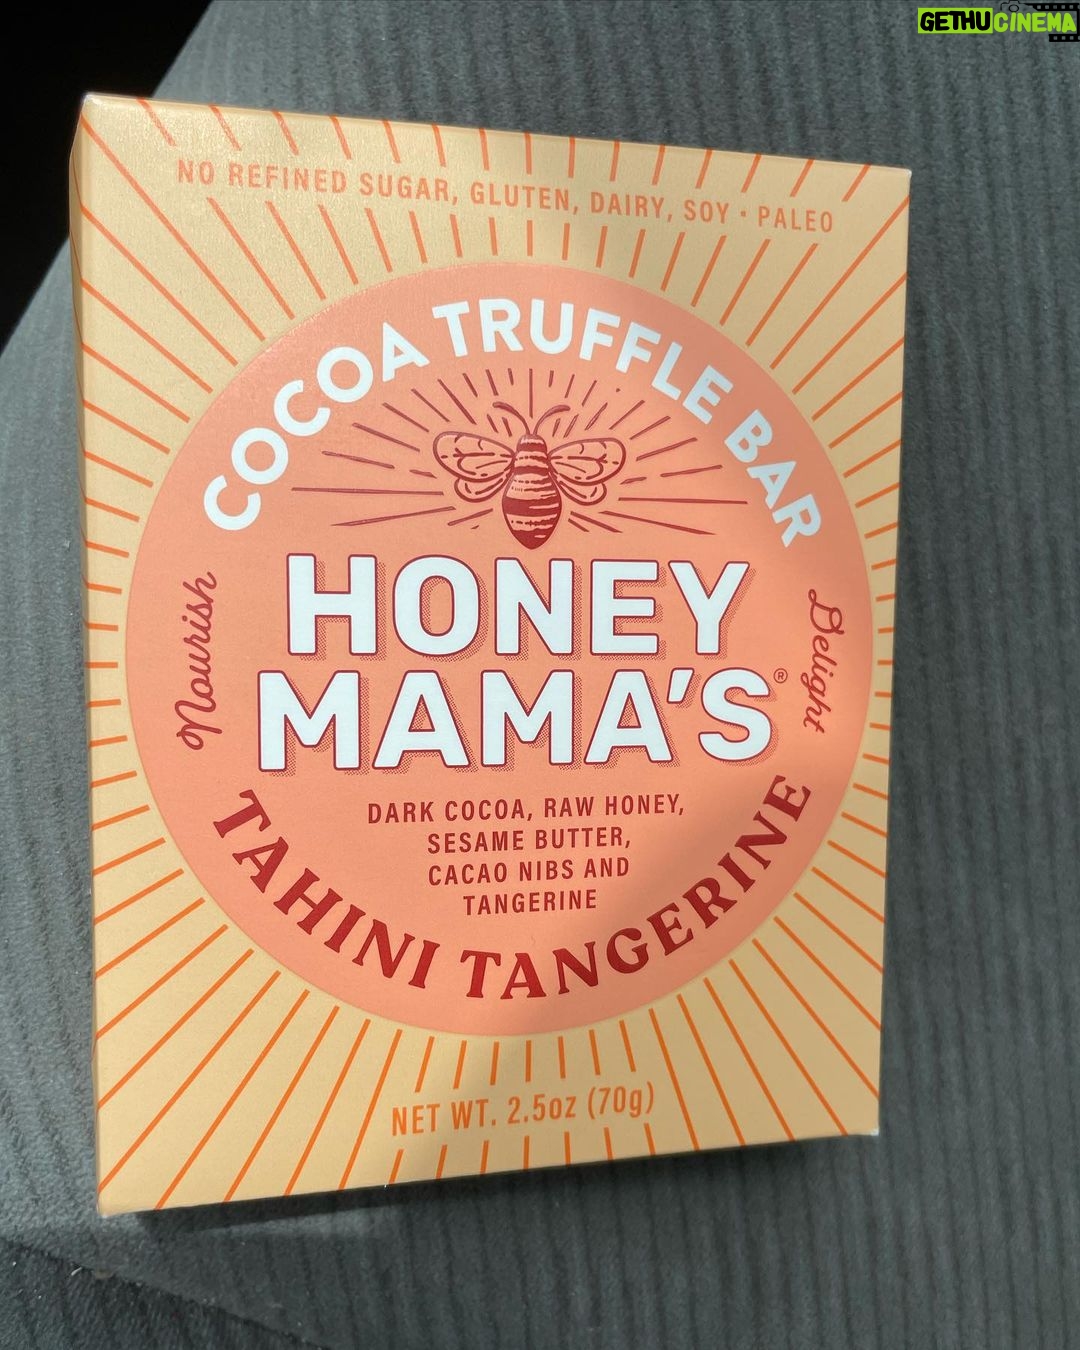 GETHUCINEMA
NO REFINED SUGAR, GLUTEN, DAIRY, SOY · PALEO
COCOA TRUFFLE BAR
Nourish
HONEY
MAMA'S®
Delight
DARK COCOA, RAW HONEY,
SESAME BUTTER,
CACAO NIBS AND
TANGERINE
TAHINI TANGERINE
NET WT. 2.5oz (70g)